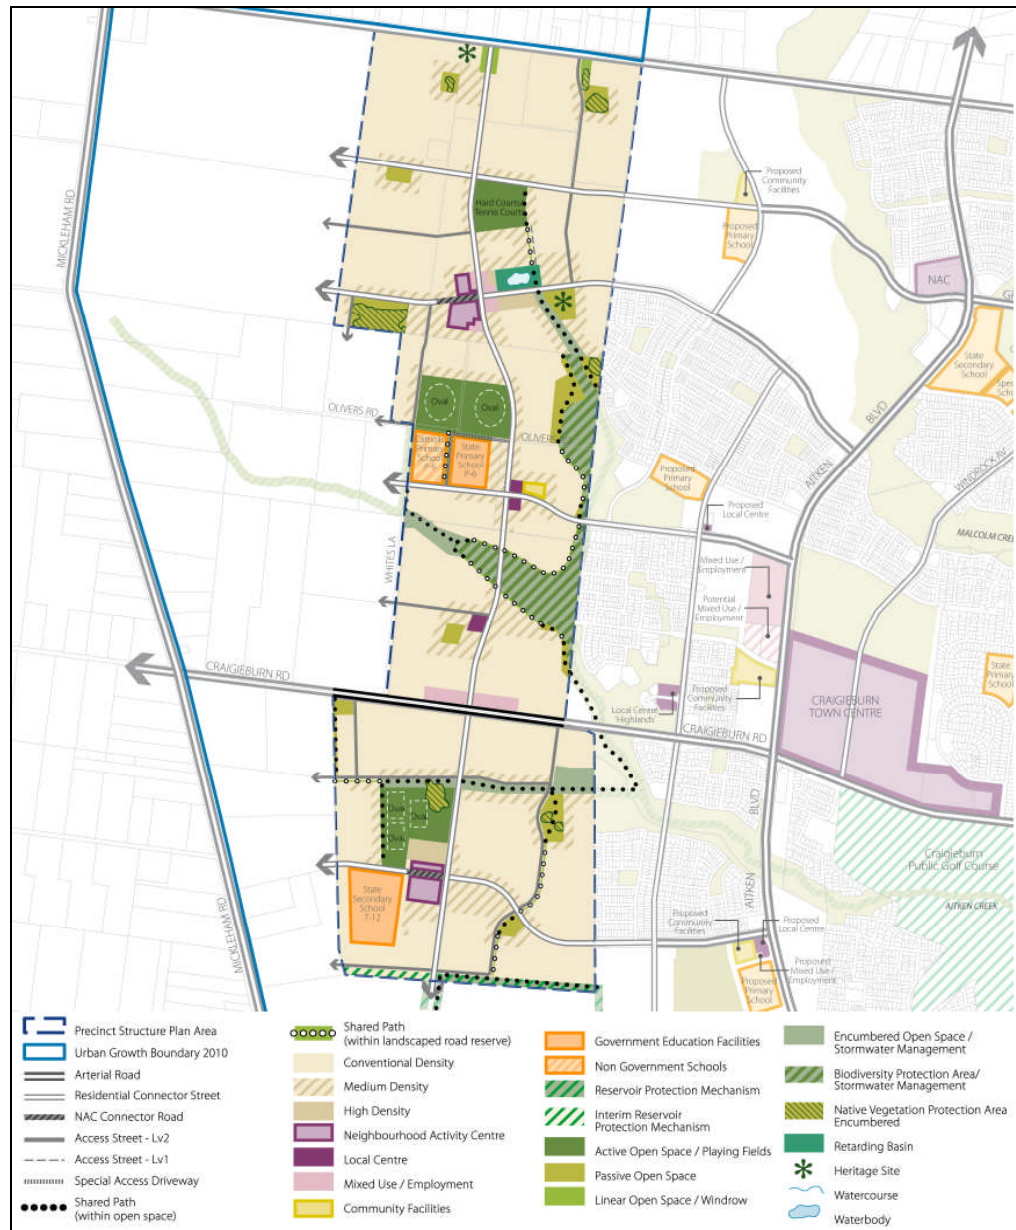 MICKLEHAM RD
Proposed
Community
Facilities
Proposed
Primary
School
Hard Courts/
Tennis Courts
NAC
State
Secondary
School
OLIVERS RD
Oval
Oval
BLVD
AITKEN
WINDROCK AV
State
Primary
School
P-6
Proposed
Primary
School
Proposed
Local Centre
MALCOLM CREEK
WHITES LA
Mixed Use /
Employment
Potential
Mixed Use /
Employment
CRAIGIEBURN RD
Proposed
Community
Facilities
Local Centre
'Highlands'
CRAIGIEBURN
TOWN CENTRE
State
Primary
School
CRAIGIEBURN RD
Oval
Oval
Oval
BLVD
AITKEN
Craigieburn
Public Golf Course
AITKEN CREEK
State
Secondary
School
7-12
MICKLEHAM RD
Proposed
Community
Facilities
Proposed
Local Centre
Proposed
Mixed Use /
Employment
Proposed
Primary
School
Precinct Structure Plan Area
Urban Growth Boundary 2010
Arterial Road
Residential Connector Street
NAC Connector Road
Access Street - Lv2
Access Street - Lv1
Special Access Driveway
Shared Path
(within open space)
Shared Path
(within landscaped road reserve)
Conventional Density
Medium Density
High Density
Neighbourhood Activity Centre
Local Centre
Mixed Use / Employment
Community Facilities
Government Education Facilities
Non Government Schools
Reservoir Protection Mechanism
Interim Reservoir
Protection Mechanism
Active Open Space / Playing Fields
Passive Open Space
Linear Open Space / Windrow
Encumbered Open Space /
Stormwater Management
Biodiversity Protection Area/
Stormwater Management
Native Vegetation Protection Area
Encumbered
Retarding Basin
Heritage Site
Watercourse
Waterbody